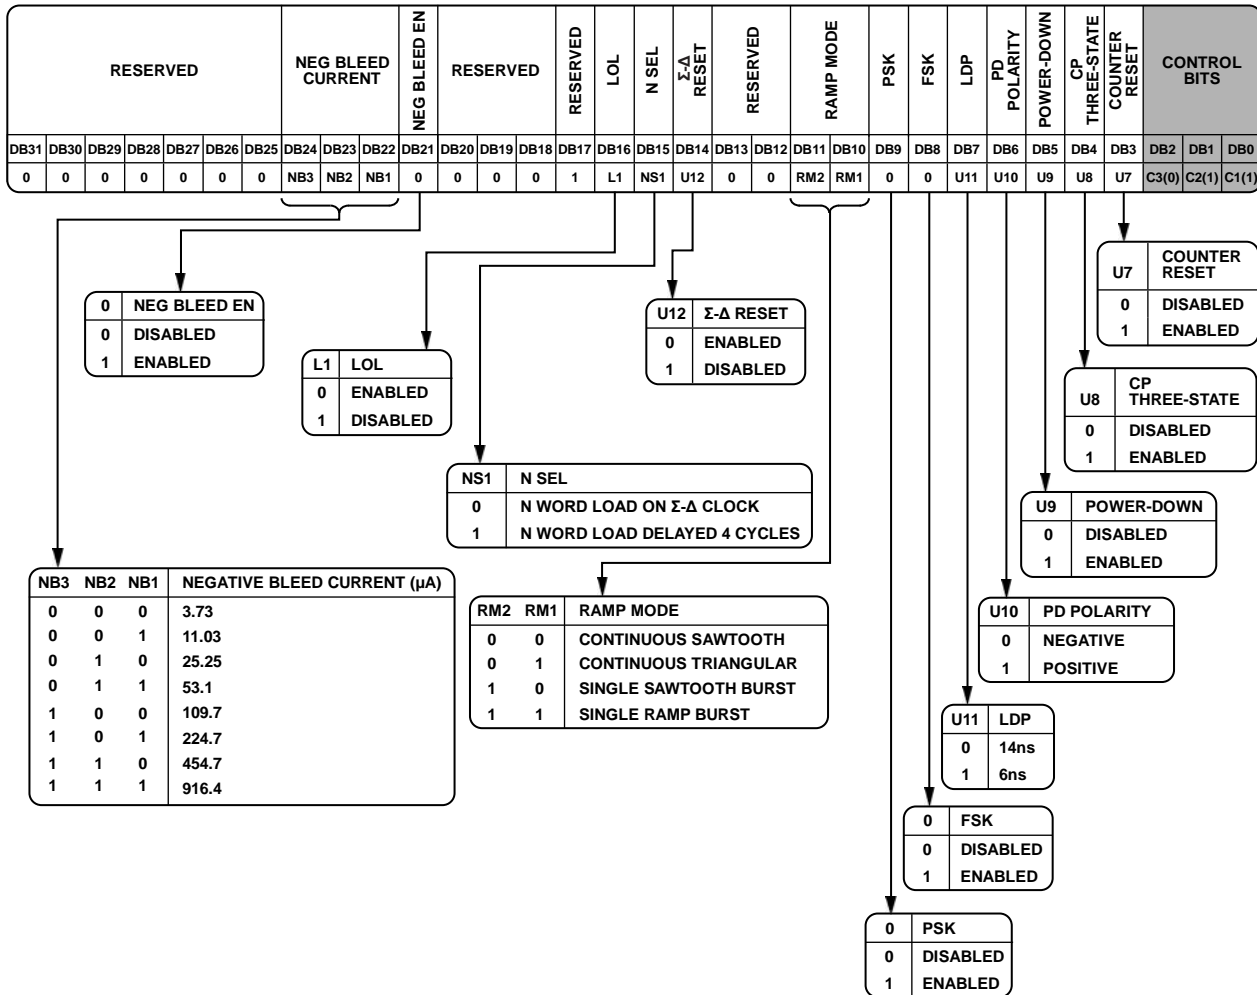 RESERVED
NEG BLEED
CURRENT
NEG BLEED EN
RESERVED
RESERVED
LOL
N SEL
Σ-Δ
RESET
RESERVED
RAMP MODE
PSK
FSK
LDP
PD
POLARITY
POWER-DOWN
CP
THREE-STATE
COUNTER
RESET
CONTROL
BITS
DB31 DB30 DB29 DB28 DB27 DB26 DB25 DB24 DB23 DB22 DB21 DB20 DB19 DB18 DB17 DB16 DB15 DB14 DB13 DB12 DB11 DB10 DB9 DB8 DB7 DB6 DB5 DB4 DB3 DB2 DB1 DB0
0 0 0 0 0 0 0 NB3 NB2 NB1 0 0 0 0 1 L1 NS1 U12 0 0 RM2 RM1 0 0 U11 U10 U9 U8 U7 C3(0) C2(1) C1(1)
U7 COUNTER
RESET
0 DISABLED
1 ENABLED
0 NEG BLEED EN
0 DISABLED
1 ENABLED
U12 Σ-Δ RESET
0 ENABLED
1 DISABLED
L1 LOL
0 ENABLED
1 DISABLED
U8 CP
THREE-STATE
0 DISABLED
1 ENABLED
NS1 N SEL
0 N WORD LOAD ON Σ-Δ CLOCK
1 N WORD LOAD DELAYED 4 CYCLES
U9 POWER-DOWN
0 DISABLED
1 ENABLED
NB3 NB2 NB1 NEGATIVE BLEED CURRENT (µA)
0 0 0 3.73
0 0 1 11.03
0 1 0 25.25
0 1 1 53.1
1 0 0 109.7
1 0 1 224.7
1 1 0 454.7
1 1 1 916.4
RM2 RM1 RAMP MODE
0 0 CONTINUOUS SAWTOOTH
0 1 CONTINUOUS TRIANGULAR
1 0 SINGLE SAWTOOTH BURST
1 1 SINGLE RAMP BURST
U10 PD POLARITY
0 NEGATIVE
1 POSITIVE
U11 LDP
0 14ns
1 6ns
0 FSK
0 DISABLED
1 ENABLED
0 PSK
0 DISABLED
1 ENABLED